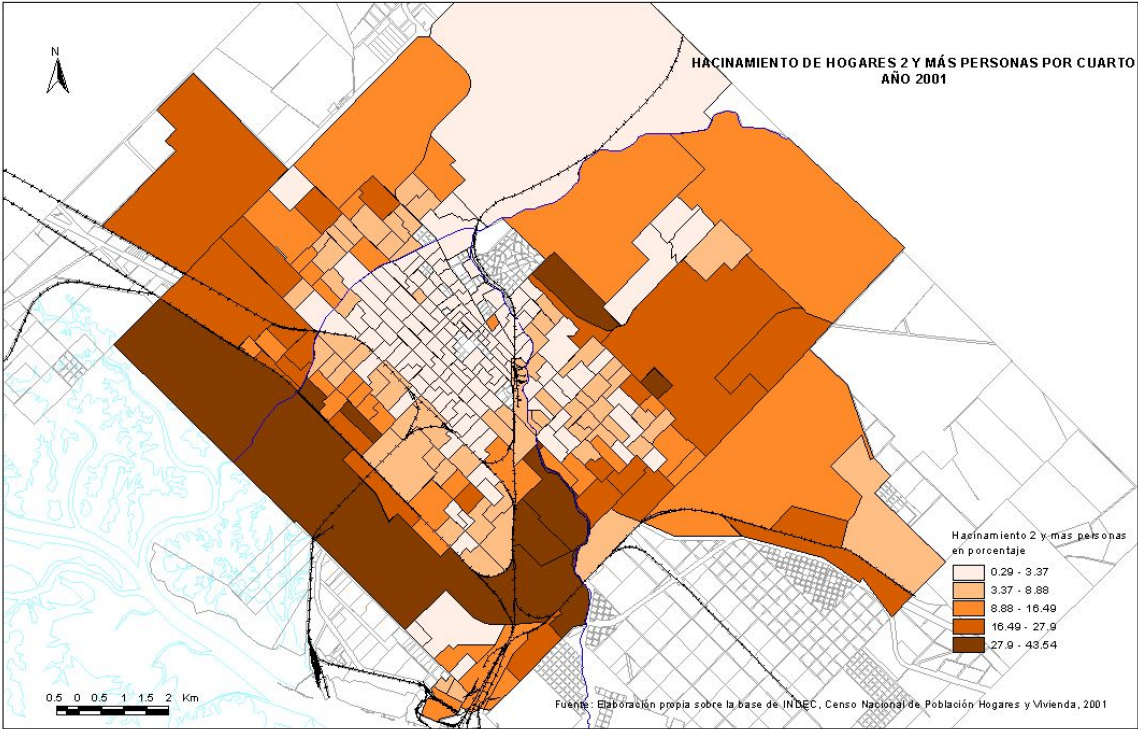 N
HACINAMIENTO DE HOGARES 2 Y MÁS PERSONAS POR CUARTO
AÑO 2001
Hacinamiento 2 y mas personas
en porcentaje
0.29 - 3.37
3.37 - 8.88
8.88 - 16.49
16.49 - 27.9
27.9 - 43.54
0.5 0 0.5 1 1.5 2 Km
Fuente: Elaboración propia sobre la base de INDEC, Censo Nacional de Población Hogares y Vivienda, 2001